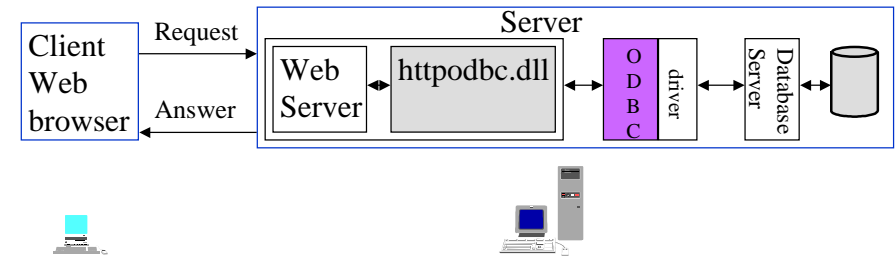 Server
Client
Web
browser
Request
Answer
Web
Server
httpodbc.dll
O
D
B
C
driver
Database
Server